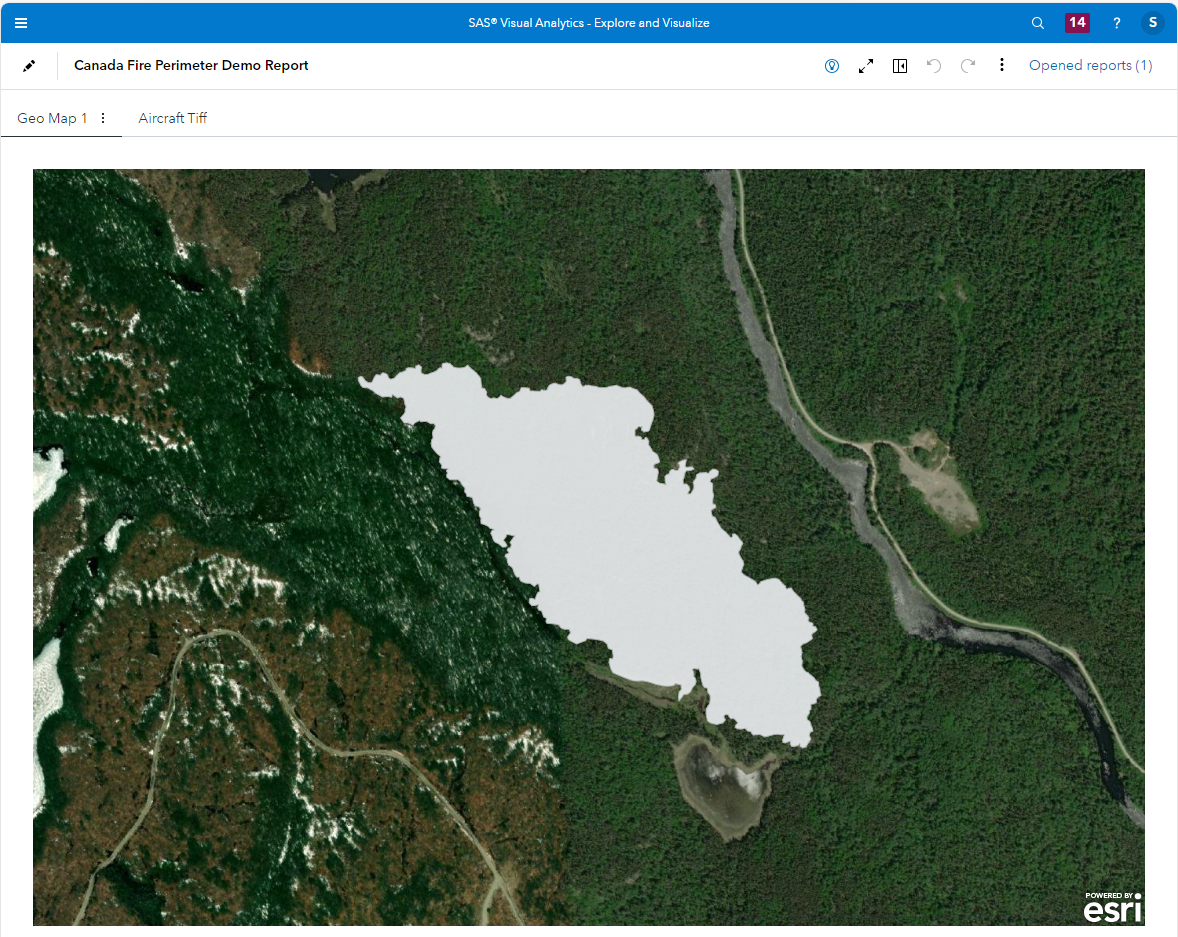 SAS® Visual Analytics - Explore and Visualize
14
?
S
Canada Fire Perimeter Demo Report
Opened reports (1)
Geo Map 1
Aircraft Tiff
POWERED BY
esri